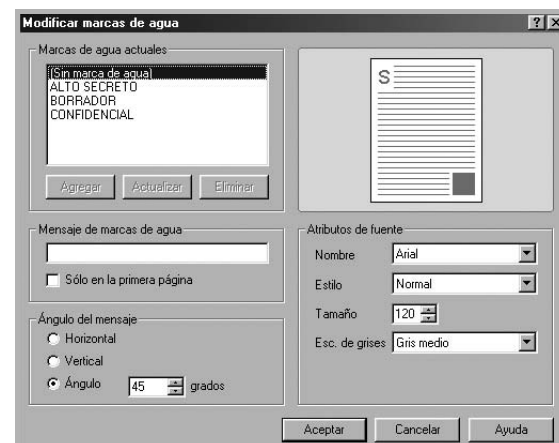 Modificar marcas de agua
Marcas de agua actuales
(Sin marca de agua)
ALTO SECRETO
BORRADOR
CONFIDENCIAL
Agregar Actualizar Eliminar
S
Mensaje de marcas de agua
Sólo en la primera página
Ángulo del mensaje
Horizontal
Vertical
Ángulo 45 grados
Atributos de fuente
Nombre Arial
Estilo Normal
Tamaño 120
Esc. de grises Gris medio
Aceptar Cancelar Ayuda